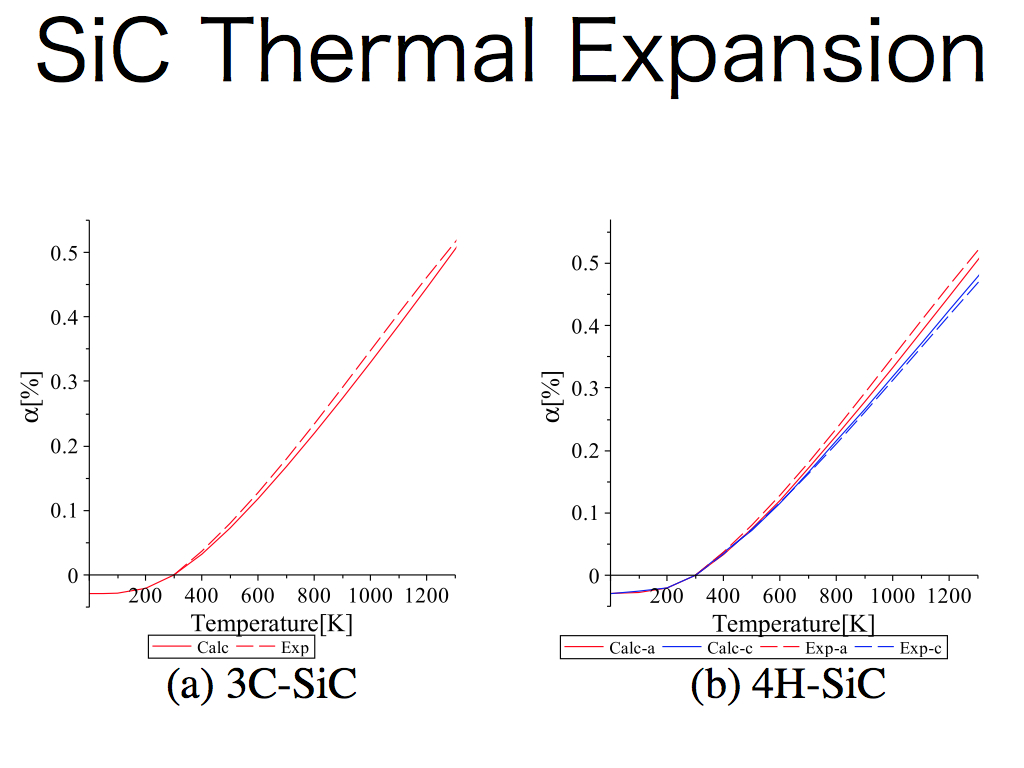 SiC Thermal Expansion
0.5
0.4
0.3
0.2
0.1
0
α[%]
200 400 600 800 1000 1200
Temperature[K]
Calc Exp
(a) 3C-SiC
0.5
0.4
0.3
0.2
0.1
0
α[%]
200 400 600 800 1000 1200
Temperature[K]
Calc-a Calc-c Exp-a Exp-c
(b) 4H-SiC